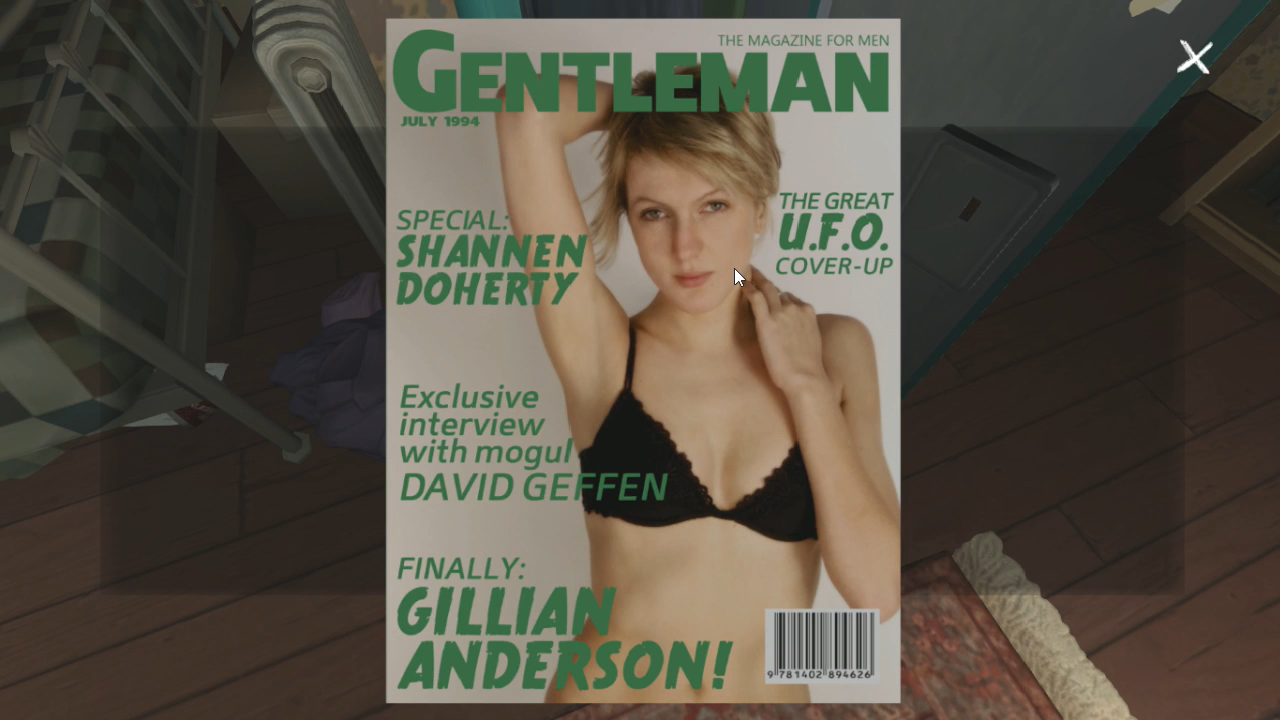 THE MAGAZINE FOR MEN
GENTLEMAN
JULY 1994
SPECIAL:
SHANNEN
DOHERTY
THE GREAT
U.F.O.
COVER-UP
Exclusive
interview
with mogul
DAVID GEFFEN
FINALLY:
GILLIAN
ANDERSON!
9 781402 894626